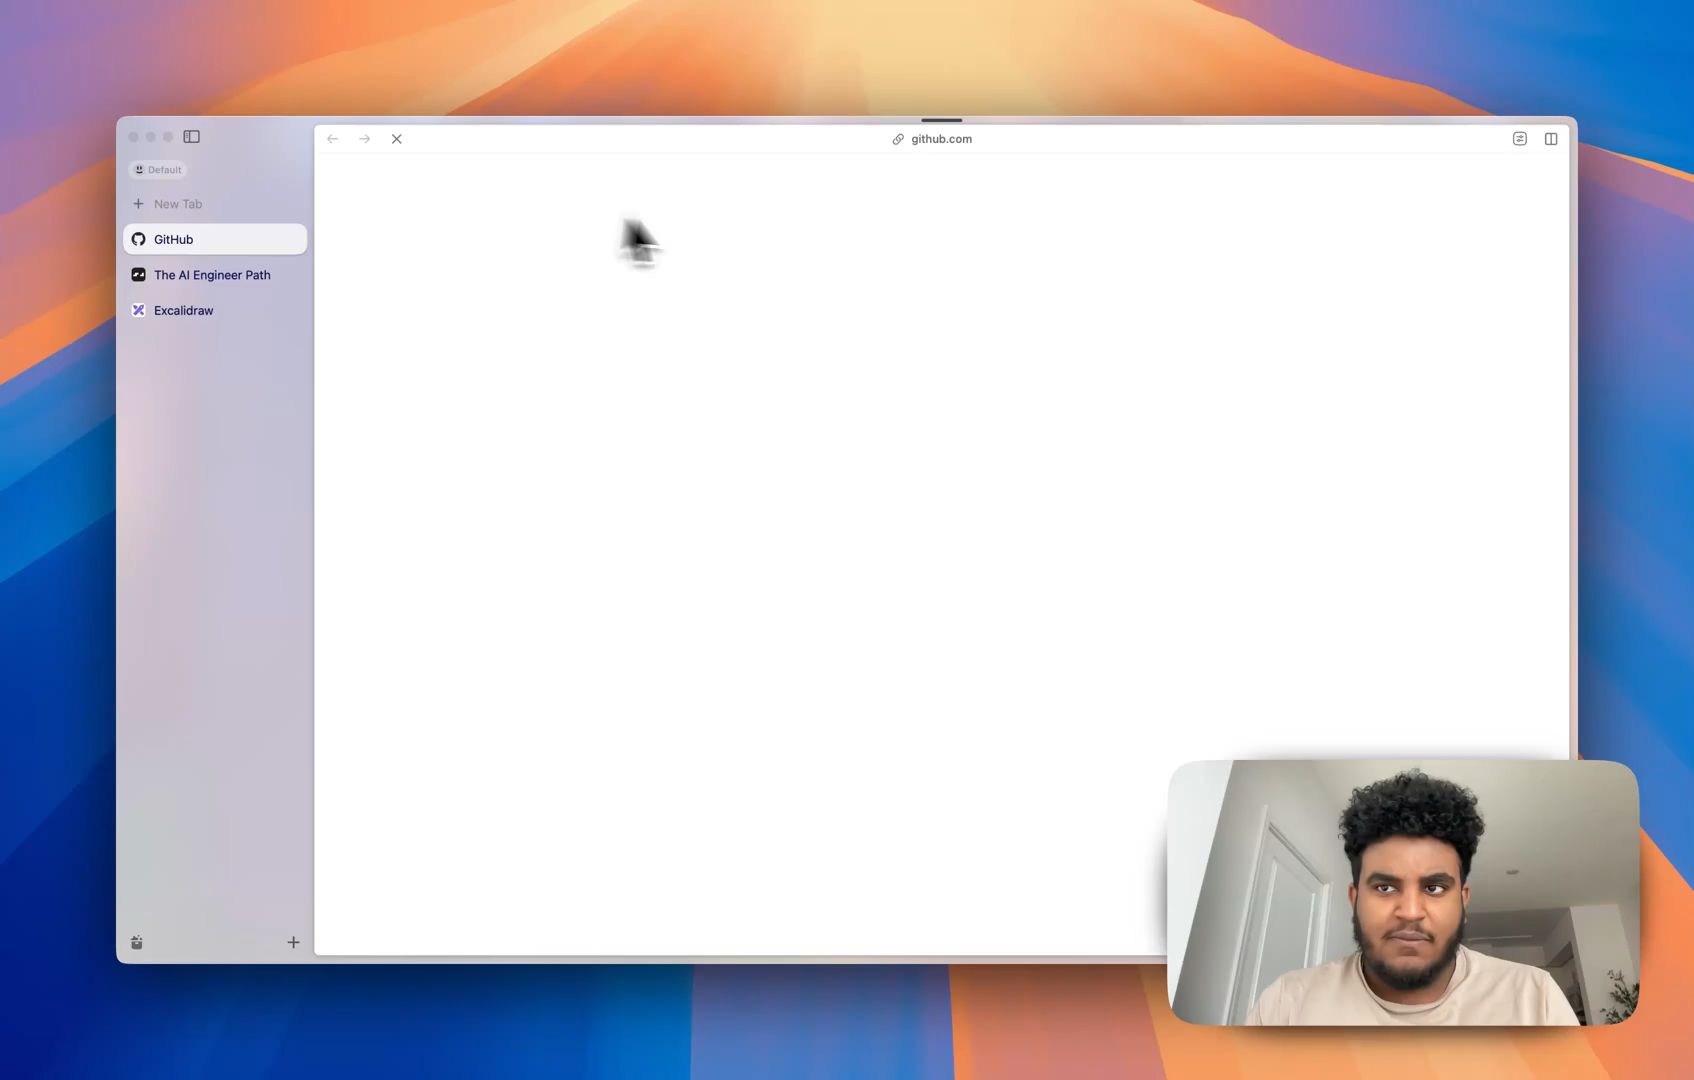 github.com
Default
New Tab
GitHub
The AI Engineer Path
Excalidraw